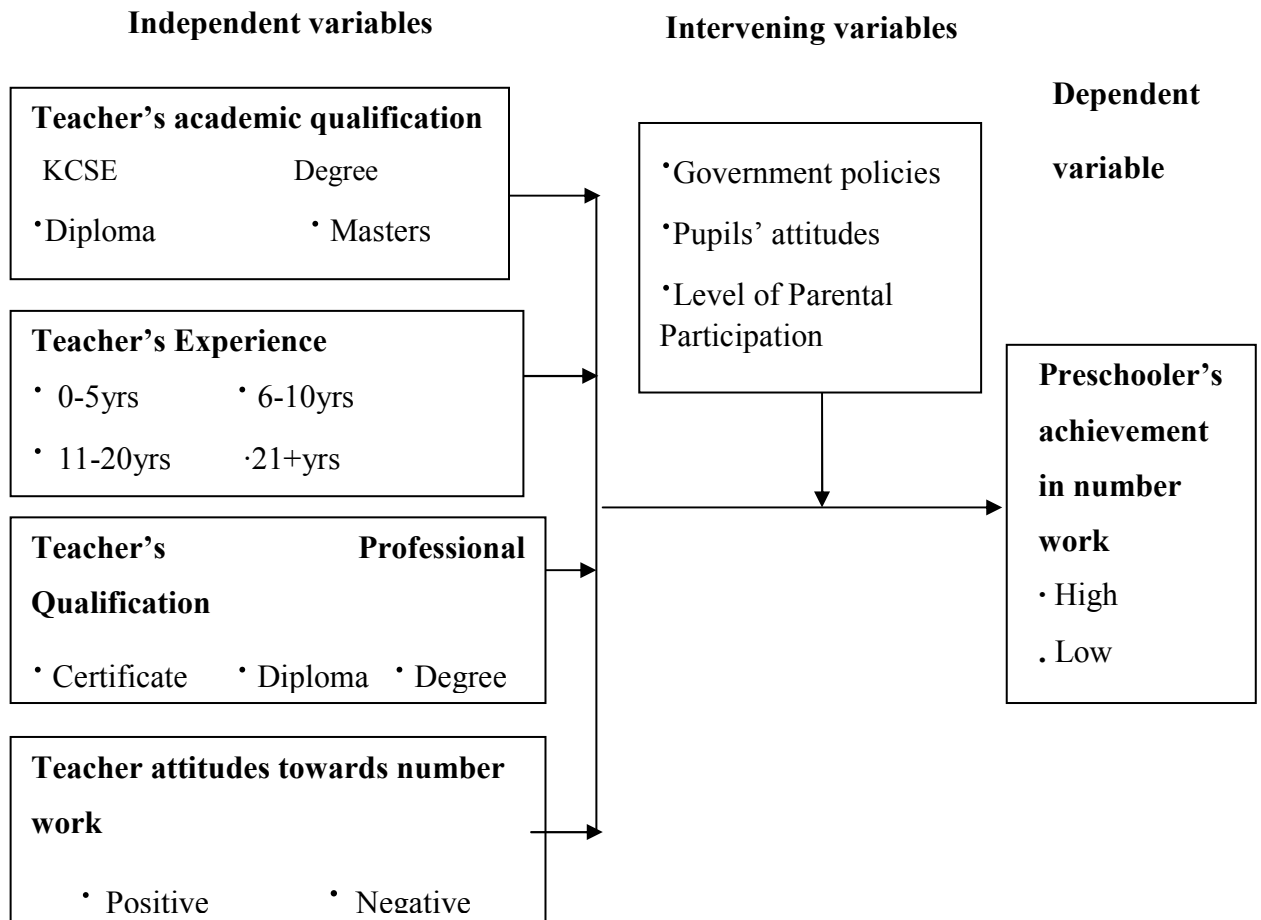 Independent variables
Intervening variables
Dependent
variable
Teacher’s academic qualification
KCSE Degree
·Diploma · Masters
Teacher’s Experience
· 0-5yrs · 6-10yrs
· 11-20yrs ·21+yrs
Teacher’s Professional
Qualification
· Certificate · Diploma · Degree
Teacher attitudes towards number
work
· Positive · Negative
·Government policies
·Pupils’ attitudes
·Level of Parental
Participation
Preschooler’s
achievement
in number
work
· High
. Low